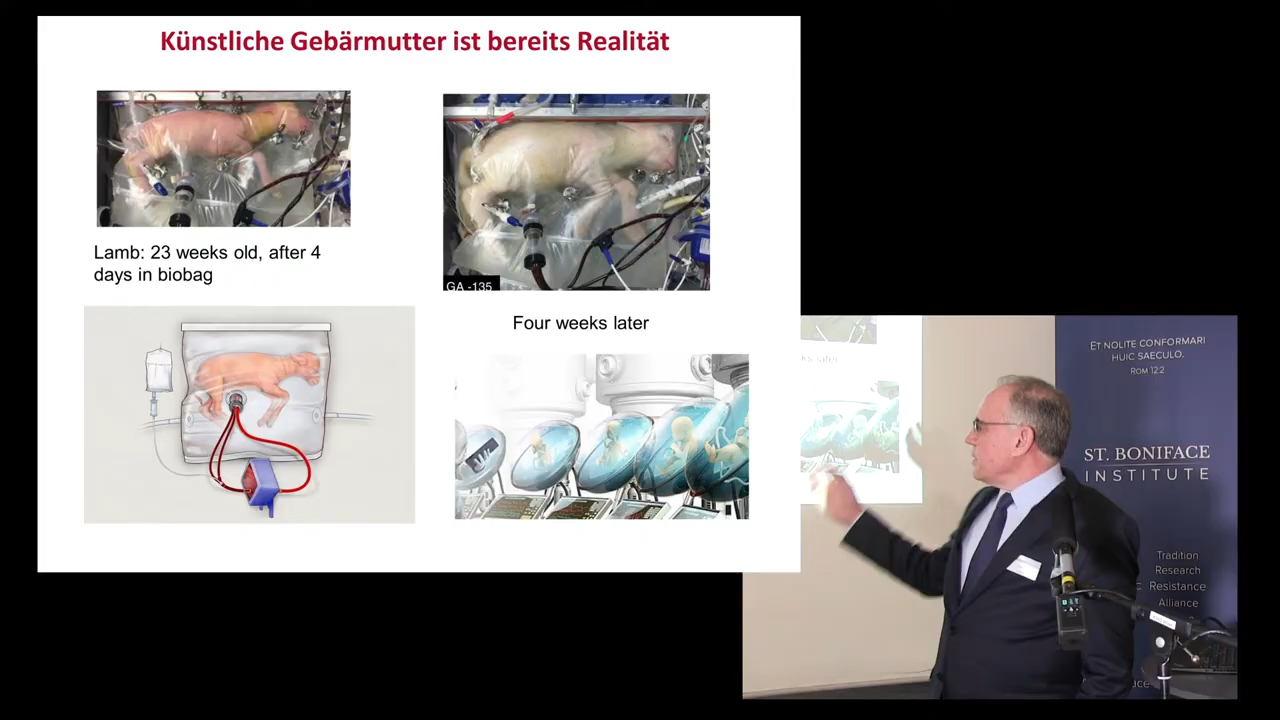 Künstliche Gebärmutter ist bereits Realität
Lamb: 23 weeks old, after 4
days in biobag
GA -135
Four weeks later
ET NOLITE CONFORMARI
HUIC SAECULO.
ROM 12:2
ST. BONIFACE
INSTITUTE
Tradition
Research
Resistance
Alliance